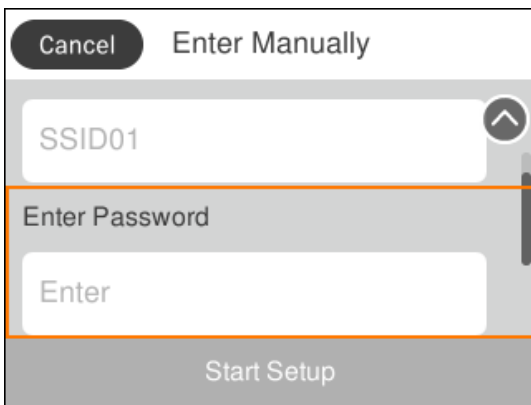 Cancel Enter Manually
SSID01
Enter Password
Enter
Start Setup